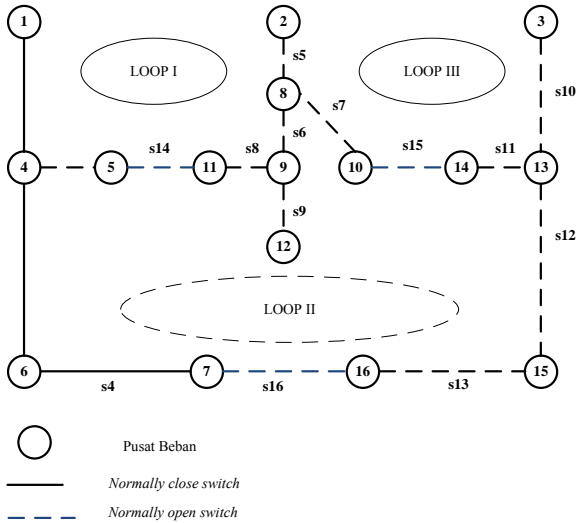 1
2
3
s5
LOOP I
LOOP III
8
s7
s10
s6
s14
s8
s15
s11
4
5
11
9
10
14
13
s9
s12
12
LOOP II
6
7
16
15
s4
s16
s13
Pusat Beban
Normally close switch
Normally open switch